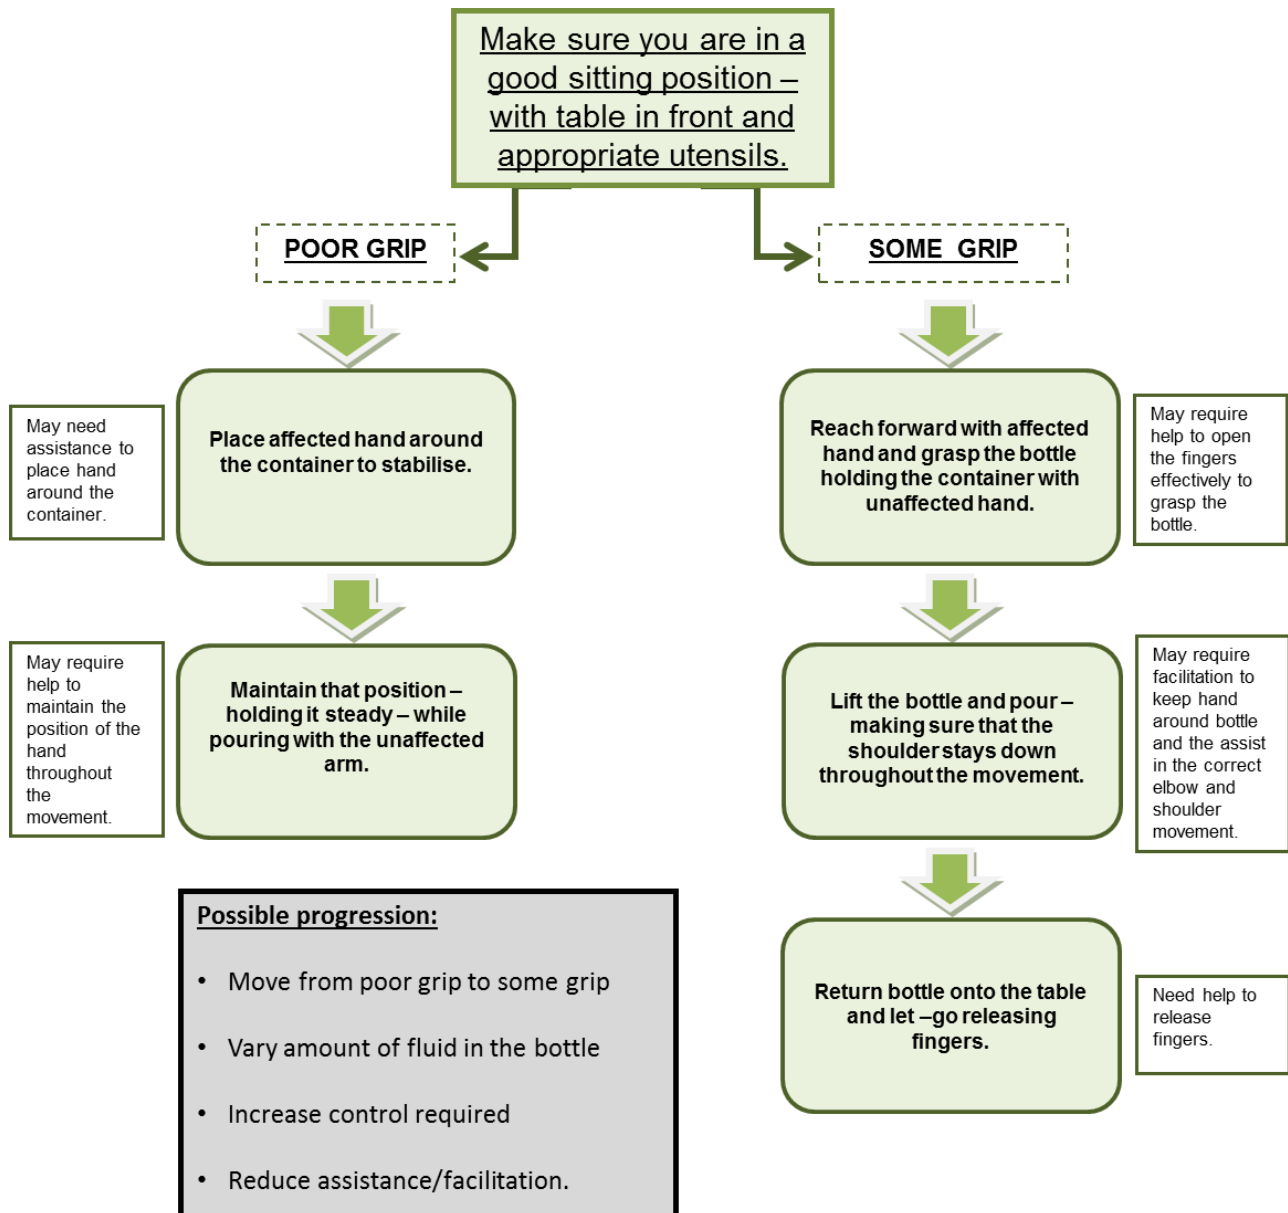 Make sure you are in a
good sitting position –
with table in front and
appropriate utensils.
POOR GRIP
SOME GRIP
May need
assistance to
place hand
around the
container.
Place affected hand around
the container to stabilise.
Reach forward with affected
hand and grasp the bottle
holding the container with
unaffected hand.
May require
help to open
the fingers
effectively to
grasp the
bottle.
May require
help to
maintain the
position of the
hand
throughout
the
movement.
Maintain that position –
holding it steady – while
pouring with the unaffected
arm.
Lift the bottle and pour –
making sure that the
shoulder stays down
throughout the movement.
May require
facilitation to
keep hand
around bottle
and the assist
in the correct
elbow and
shoulder
movement.
Possible progression:
• Move from poor grip to some grip
• Vary amount of fluid in the bottle
• Increase control required
• Reduce assistance/facilitation.
Return bottle onto the table
and let –go releasing
fingers.
Need help to
release
fingers.